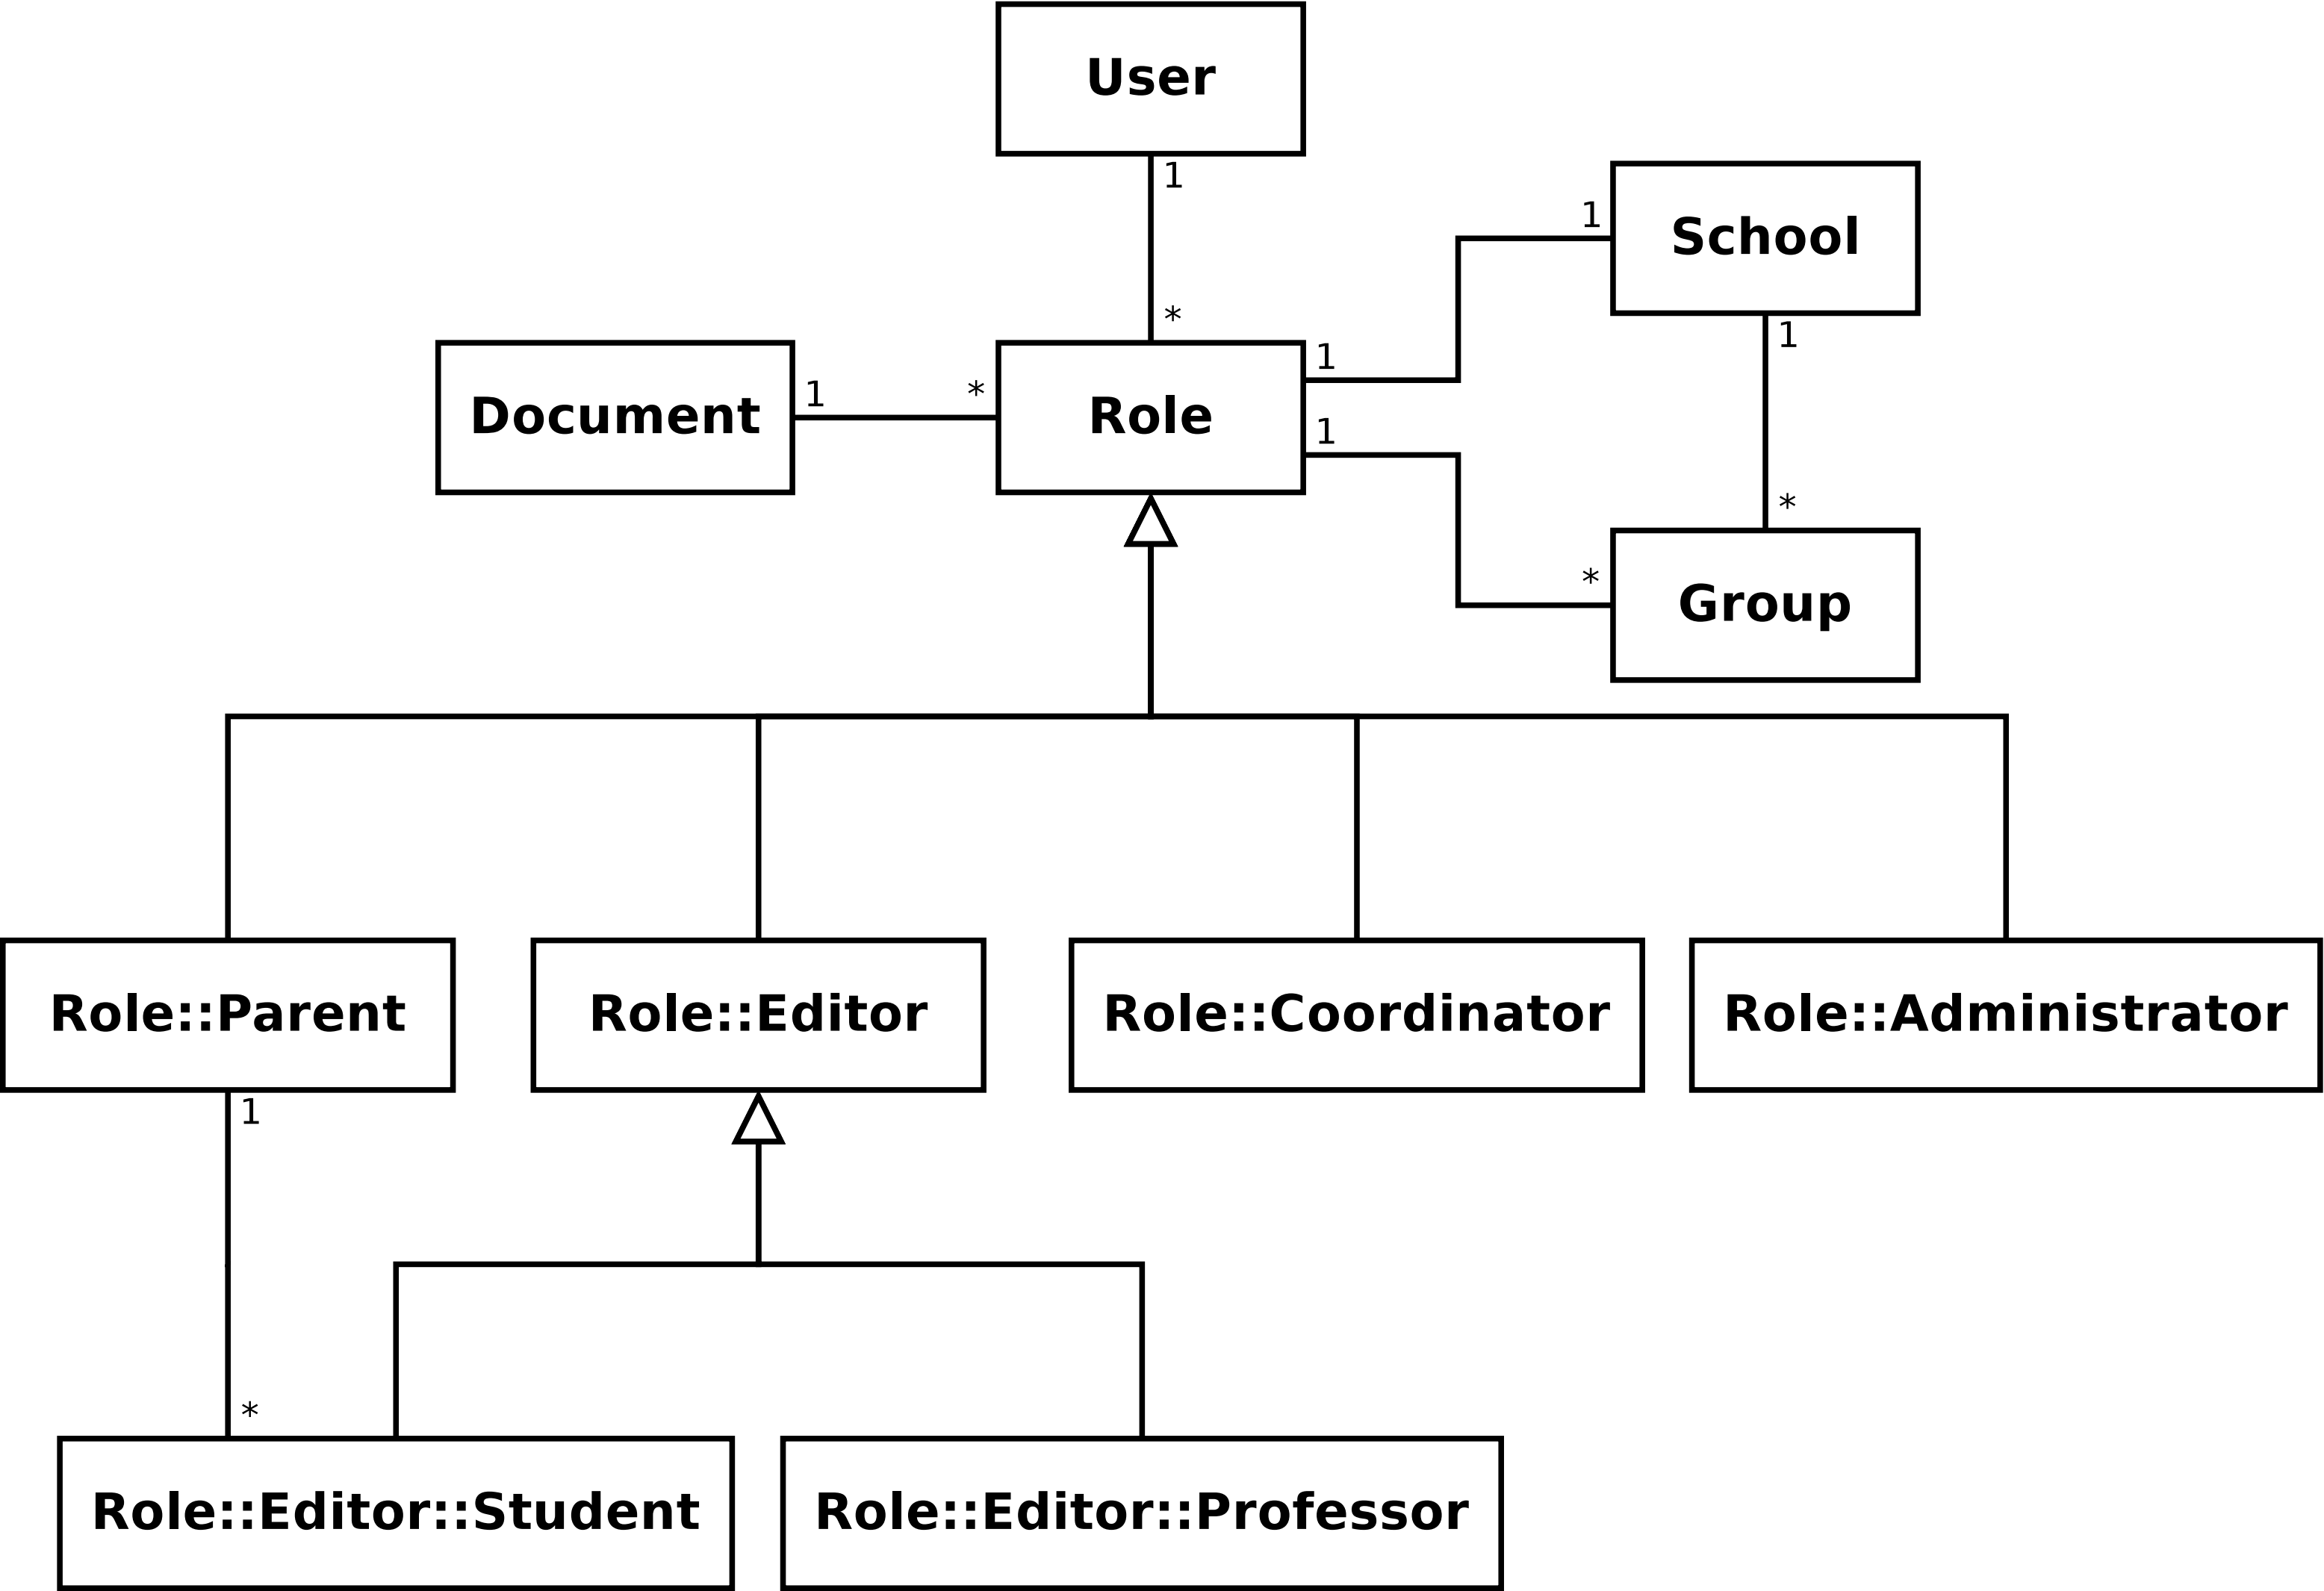 User
1
1
School
*
1
1
Document
1
*
Role
1
*
*
Group
Role::Parent
Role::Editor
Role::Coordinator
Role::Administrator
1
*
Role::Editor::Student
Role::Editor::Professor